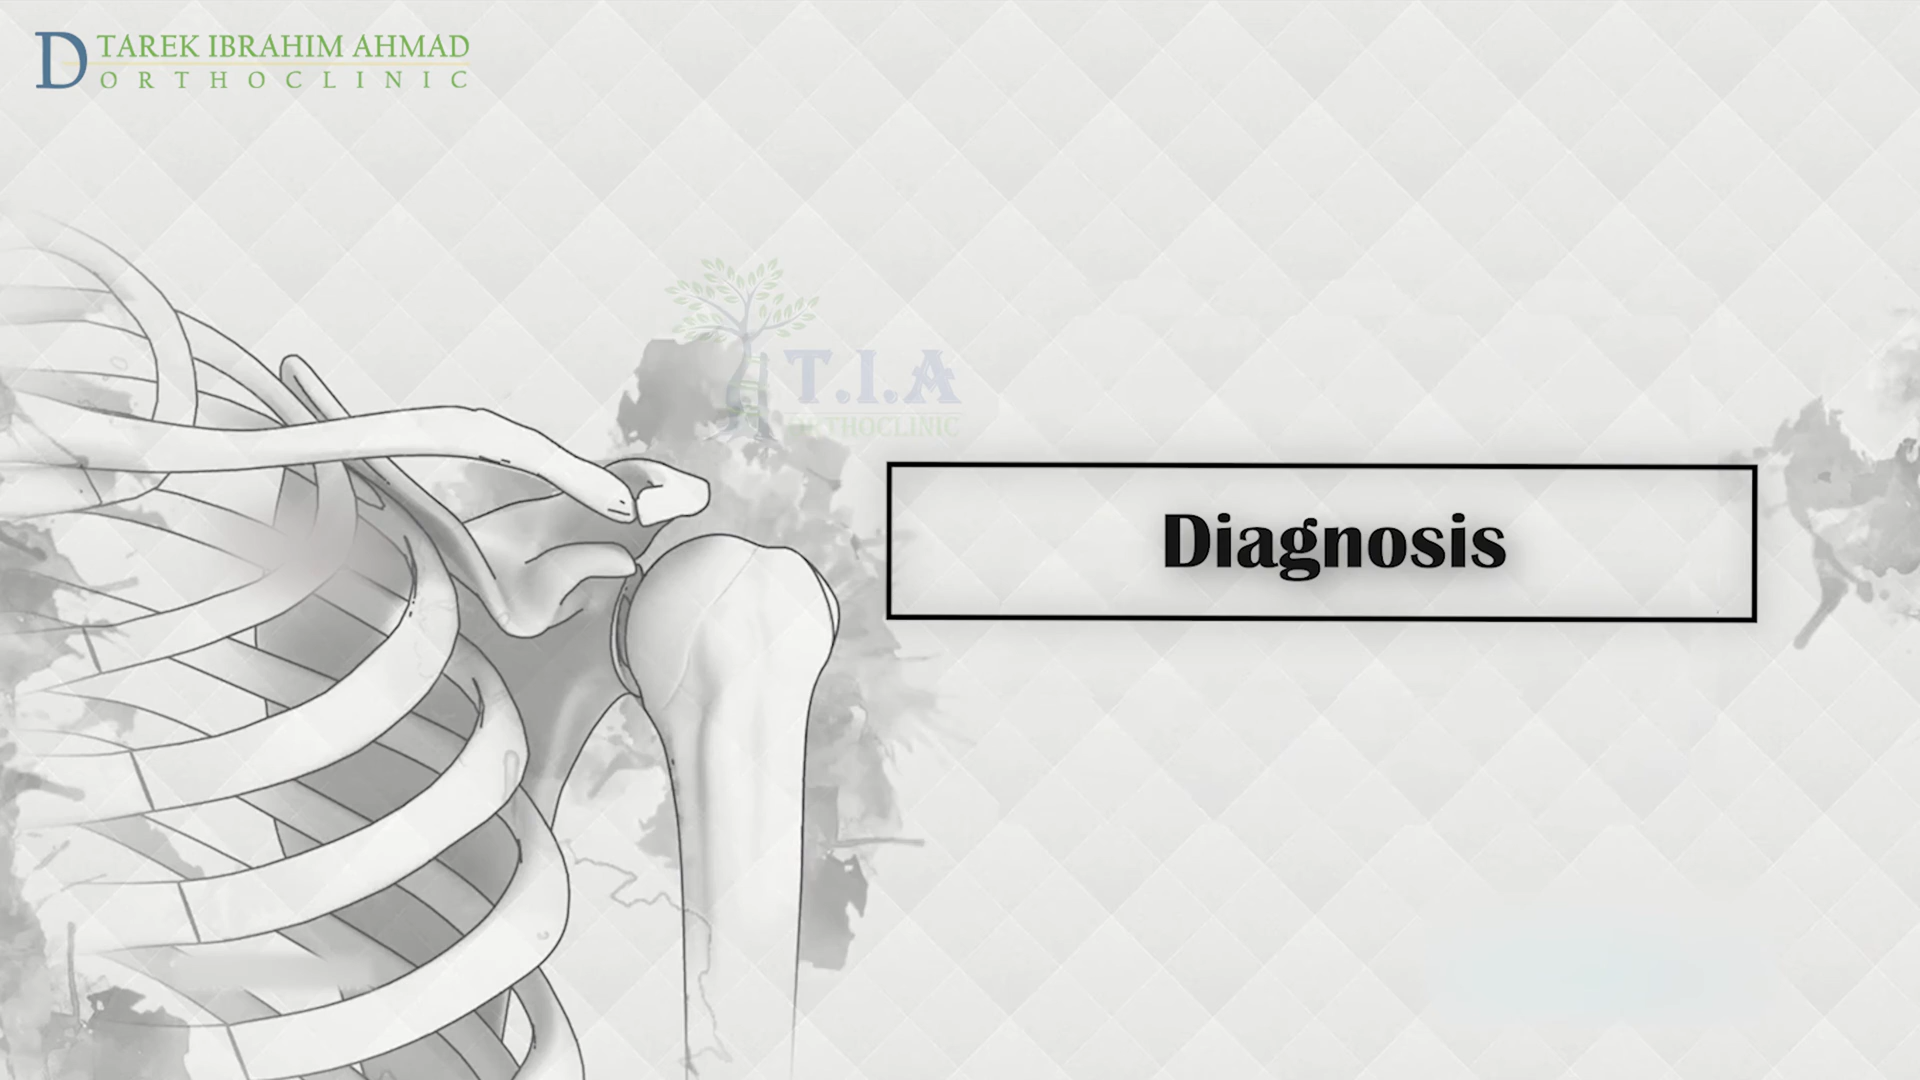 D TAREK IBRAHIM AHMAD
ORTHOCLINIC
T.I.A
ORTHOCLINIC
Diagnosis